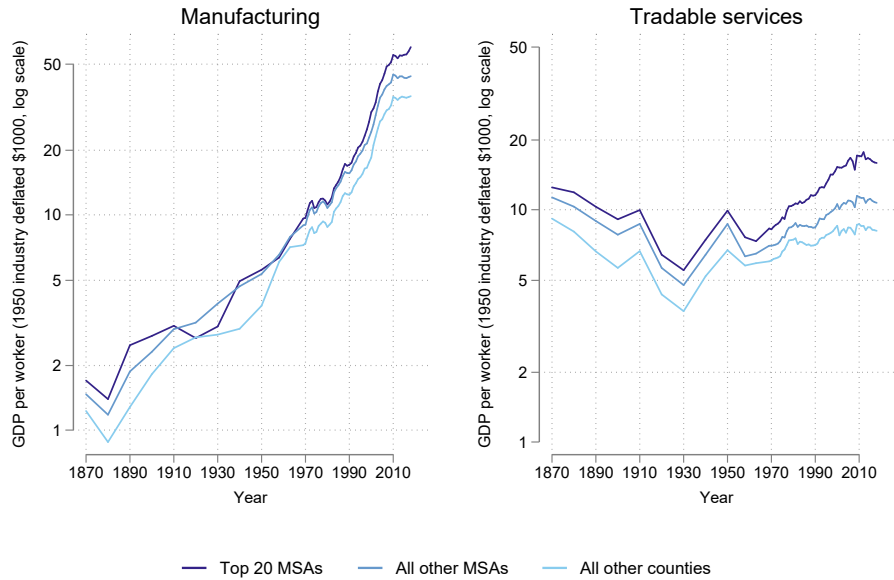 Manufacturing
GDP per worker (1950 industry deflated $1000, log scale)
50
20
10
5
2
1
1870 1890 1910 1930 1950 1970 1990 2010
Year
Tradable services
GDP per worker (1950 industry deflated $1000, log scale)
50
20
10
5
2
1
1870 1890 1910 1930 1950 1970 1990 2010
Year
Top 20 MSAs All other MSAs All other counties